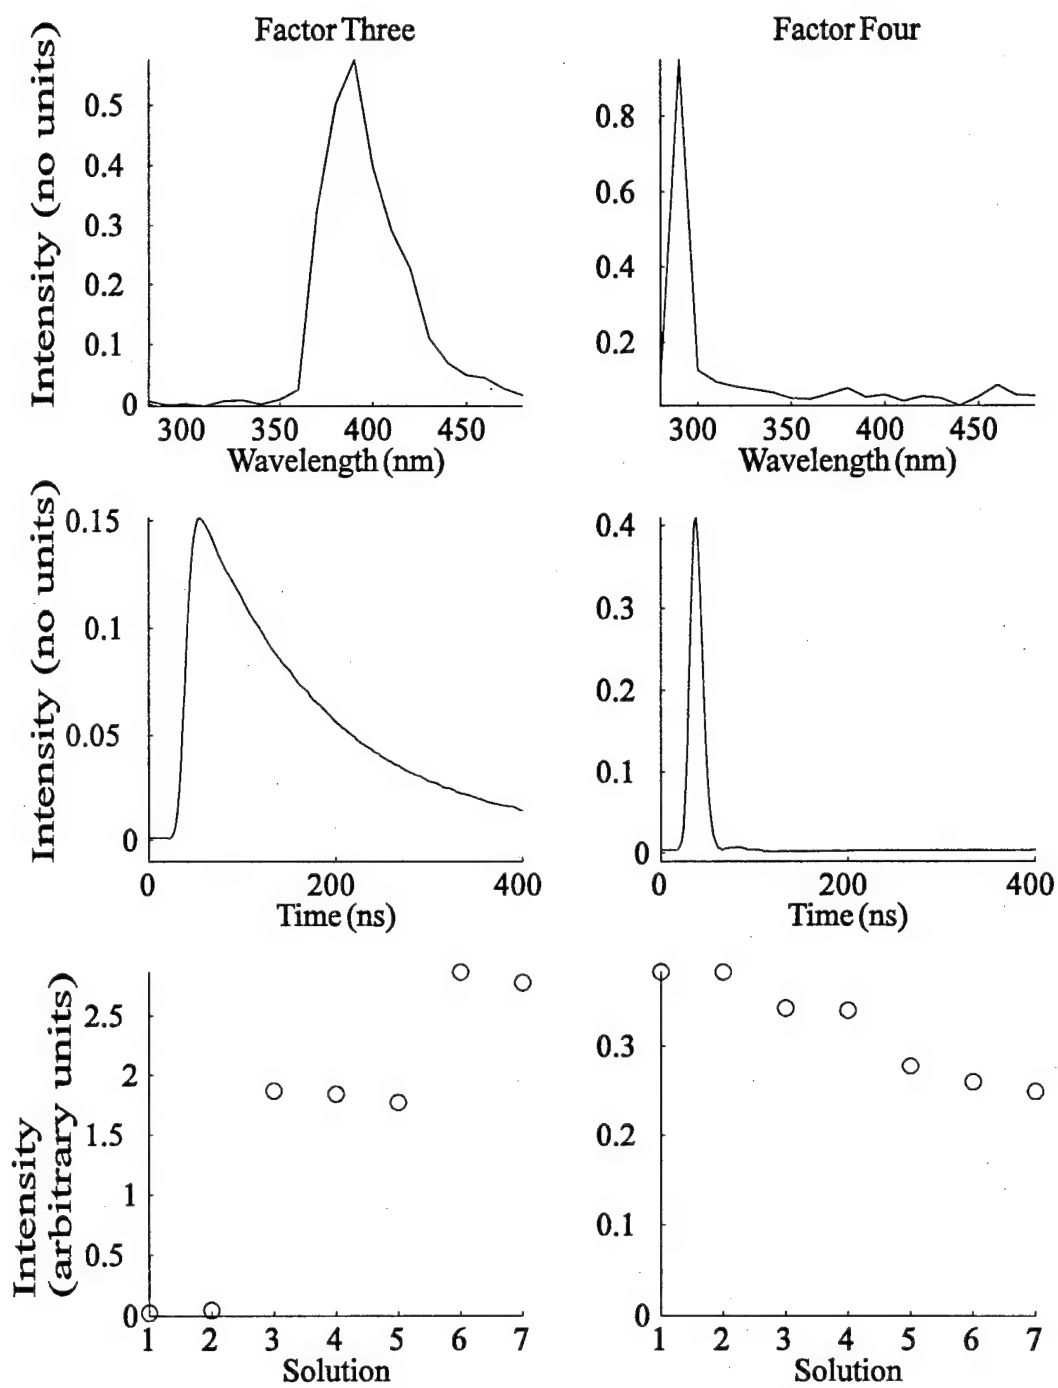 Factor Three
Factor Four
Intensity (no units)
0.5
0.4
0.3
0.2
0.1
0
300 350 400 450
Wavelength (nm)
0.8
0.6
0.4
0.2
300 350 400 450
Wavelength (nm)
Intensity (no units)
0.15
0.1
0.05
0
0 200 400
Time (ns)
0.4
0.3
0.2
0.1
0
0 200 400
Time (ns)
Intensity
(arbitrary units)
2.5
2
1.5
1
0.5
0
1 2 3 4 5 6 7
Solution
0.3
0.2
0.1
0
1 2 3 4 5 6 7
Solution